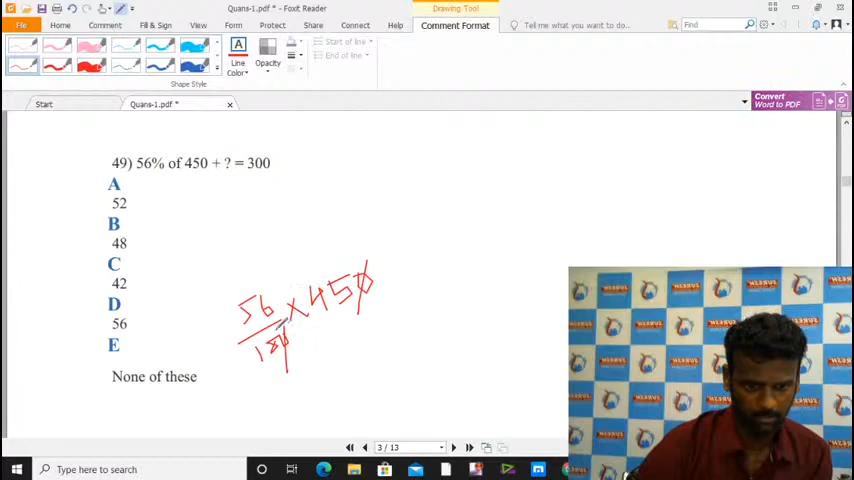 Quans-1.pdf * - Foxit Reader
Drawing Tool
File Home Comment Fill & Sign View Form Protect Share Connect Help Comment Format Tell me what you want to do..
Line Color Opacity
Start of line
End of line
Shape Style
Start Quans-1.pdf * x
Convert
Word to PDF
49) 56% of 450 + ? = 300
A
52
B
48
C
42
D
56
E
None of these
56 x 450
100
3 / 13
Type here to search